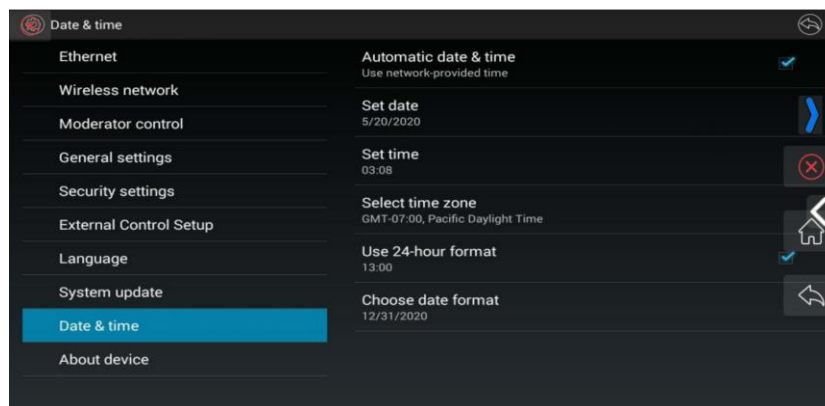 Date & time
Ethernet
Wireless network
Moderator control
General settings
Security settings
External Control Setup
Language
System update
Date & time
About device
Automatic date & time
Use network-provided time
Set date
5/20/2020
Set time
03:08
Select time zone
GMT-07:00, Pacific Daylight Time
Use 24-hour format
13:00
Choose date format
12/31/2020